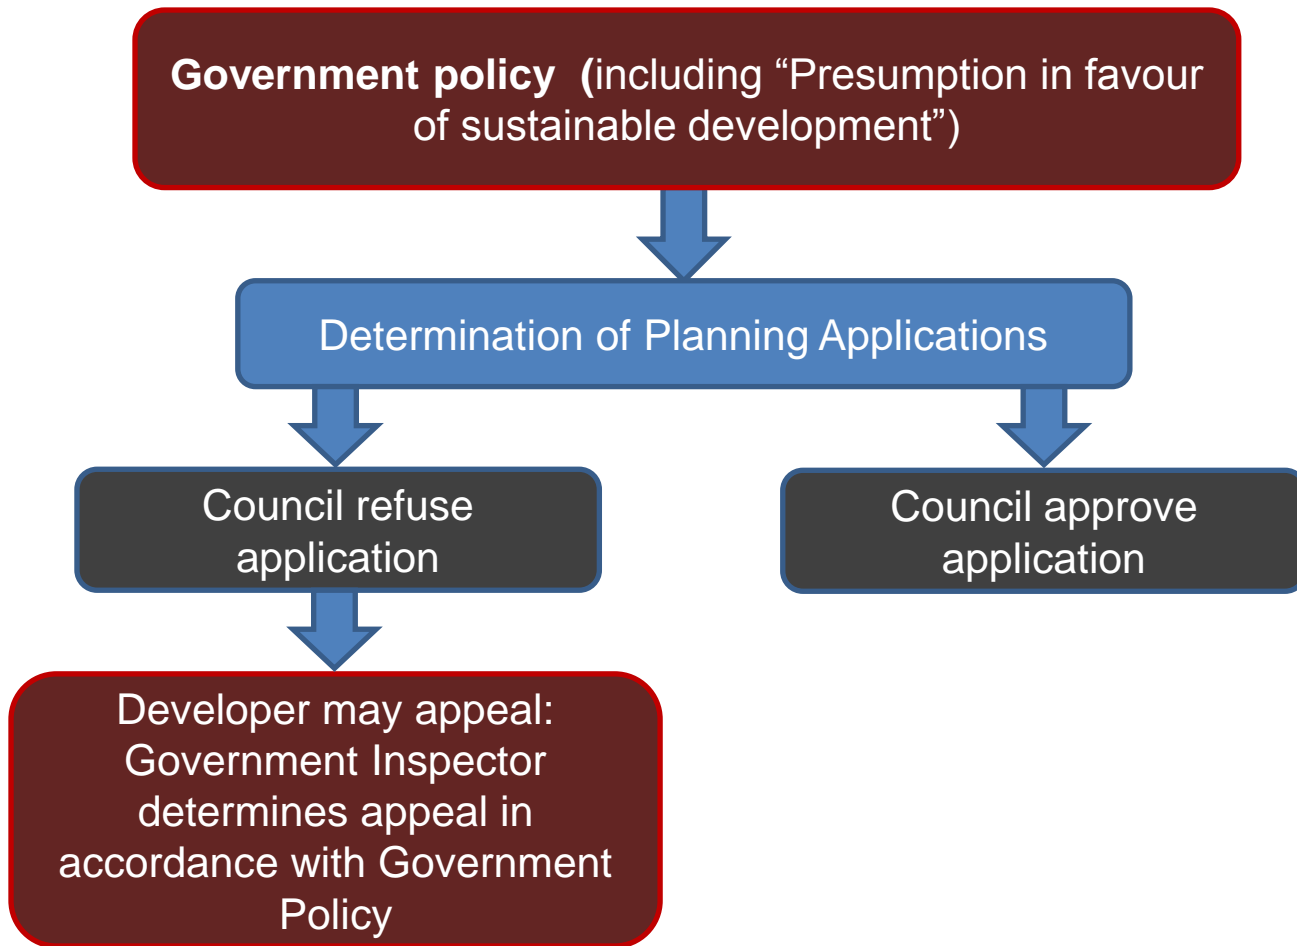 Government policy  (including “Presumption in favour
of sustainable development”)
Determination of Planning Applications
Council refuse
application
Council approve
application
Developer may appeal:
Government Inspector
determines appeal in
accordance with Government
Policy